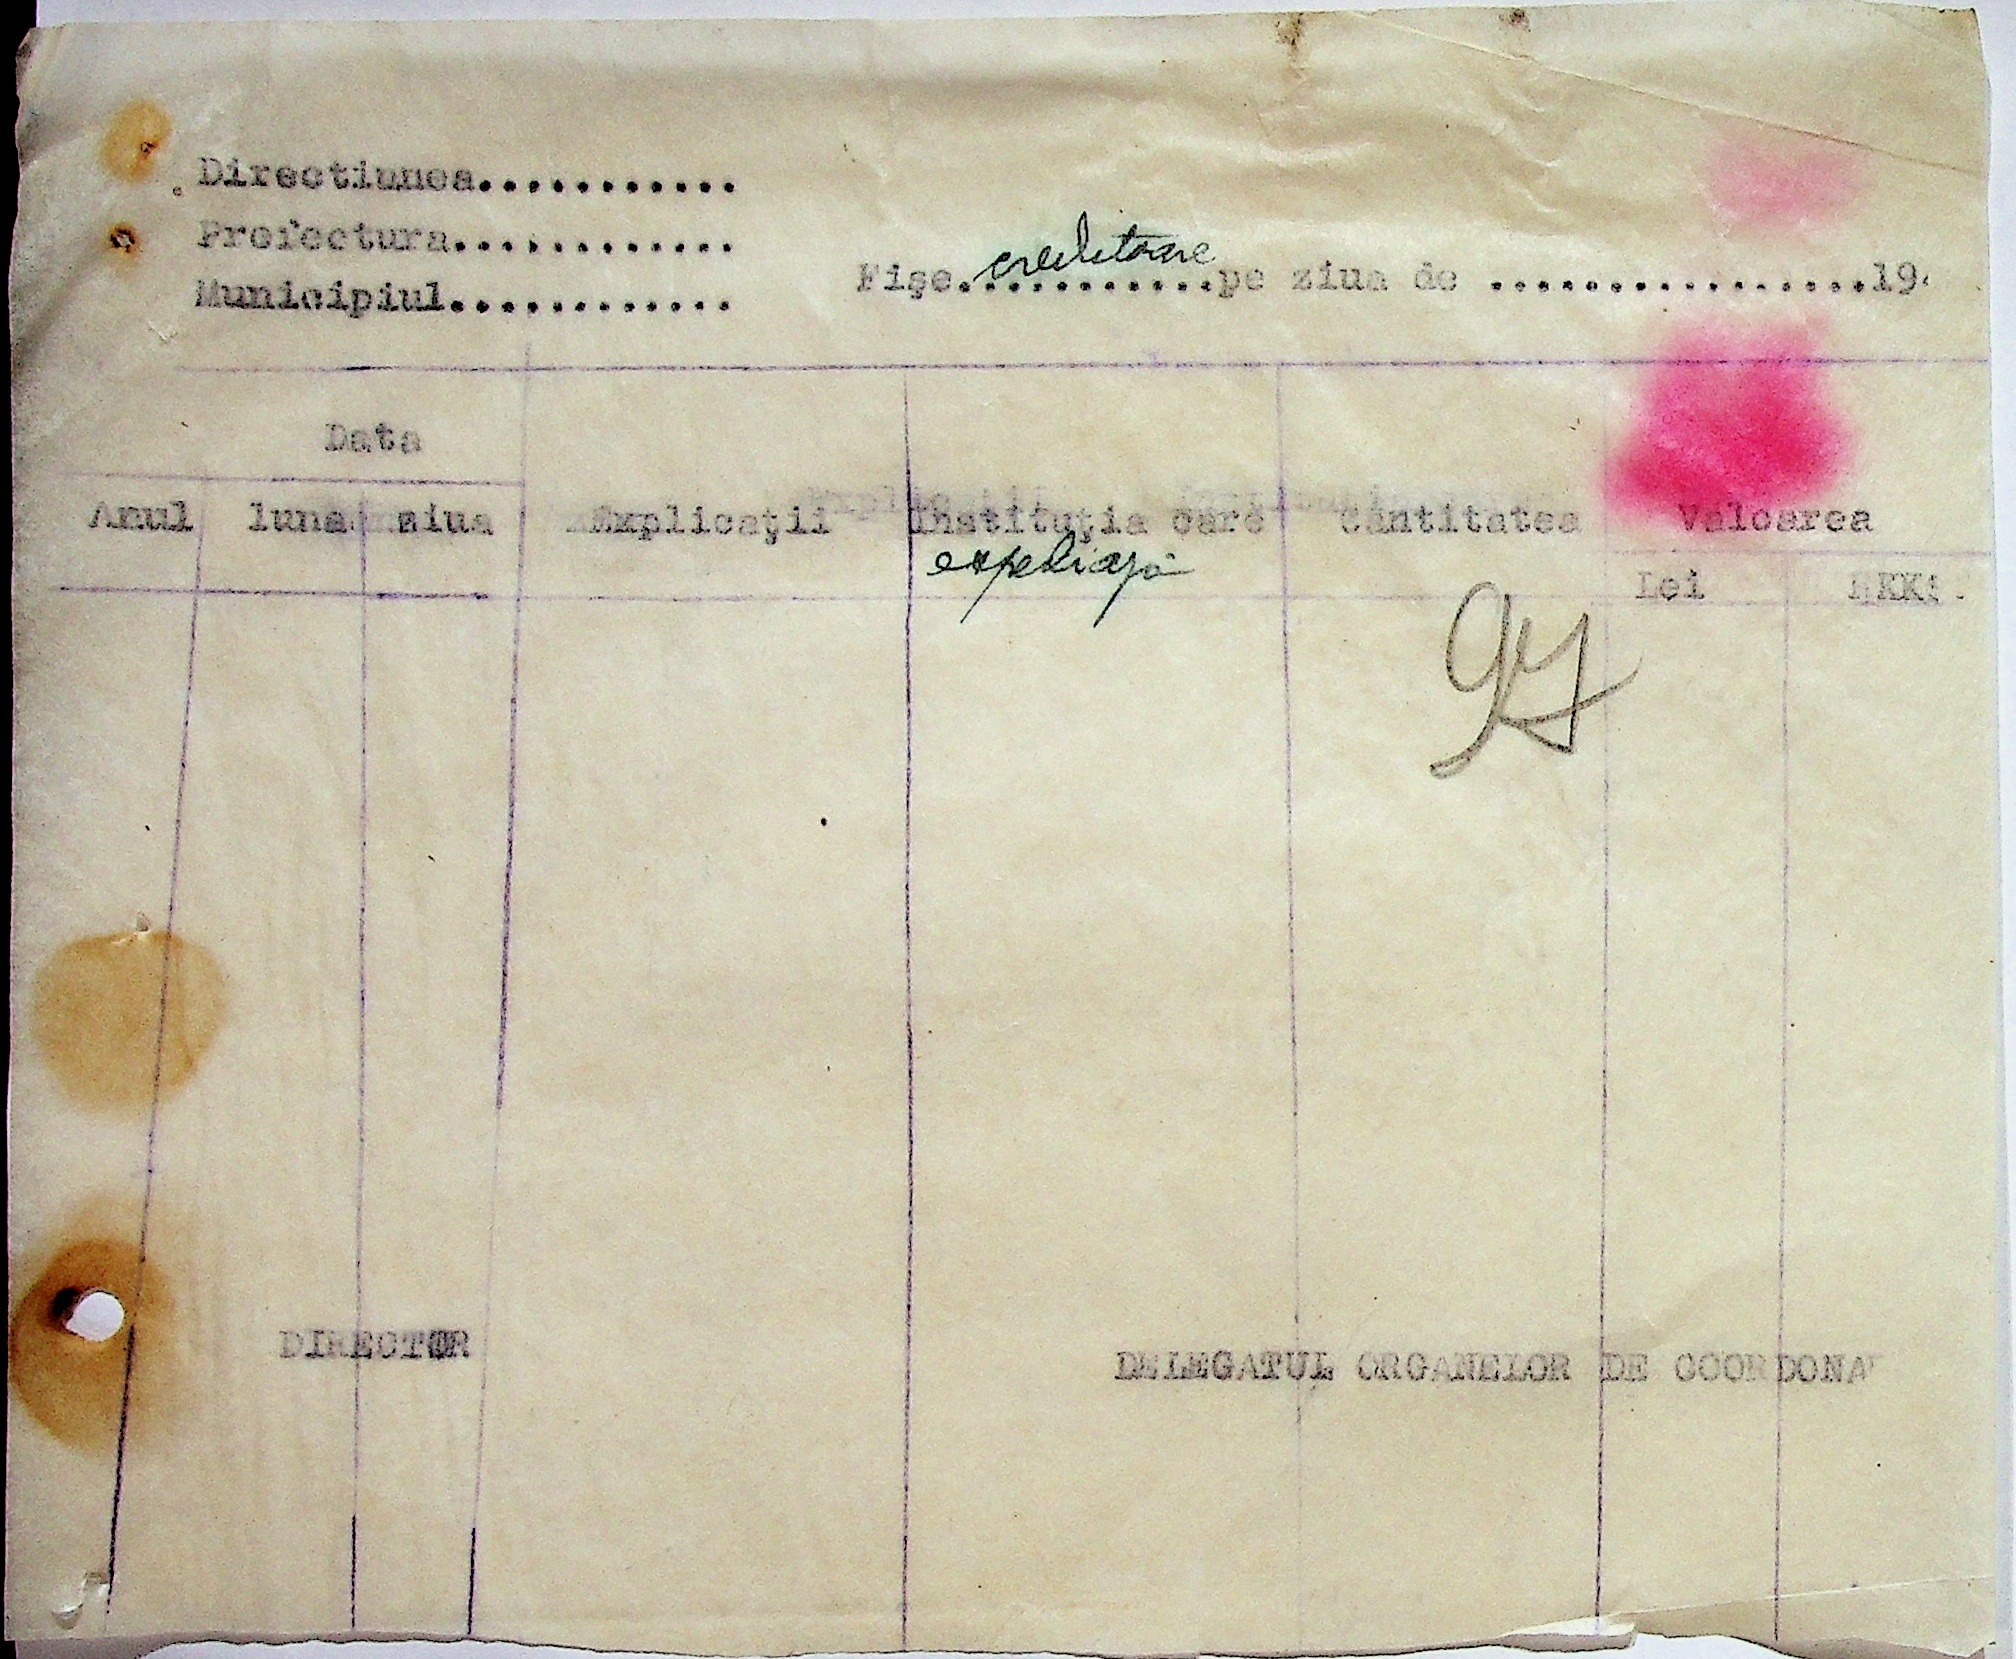 Directiunea............
Prefectura.............
Municipiul.............
creditoare
Fişe............pe ziua de .................19
Data
Anul luna ziua Explicaţii Instituţia care Cantitatea Valoarea
expediază
Lei RKK
DIRECTOR
DELEGATUL ORGANELOR DE COORDONA